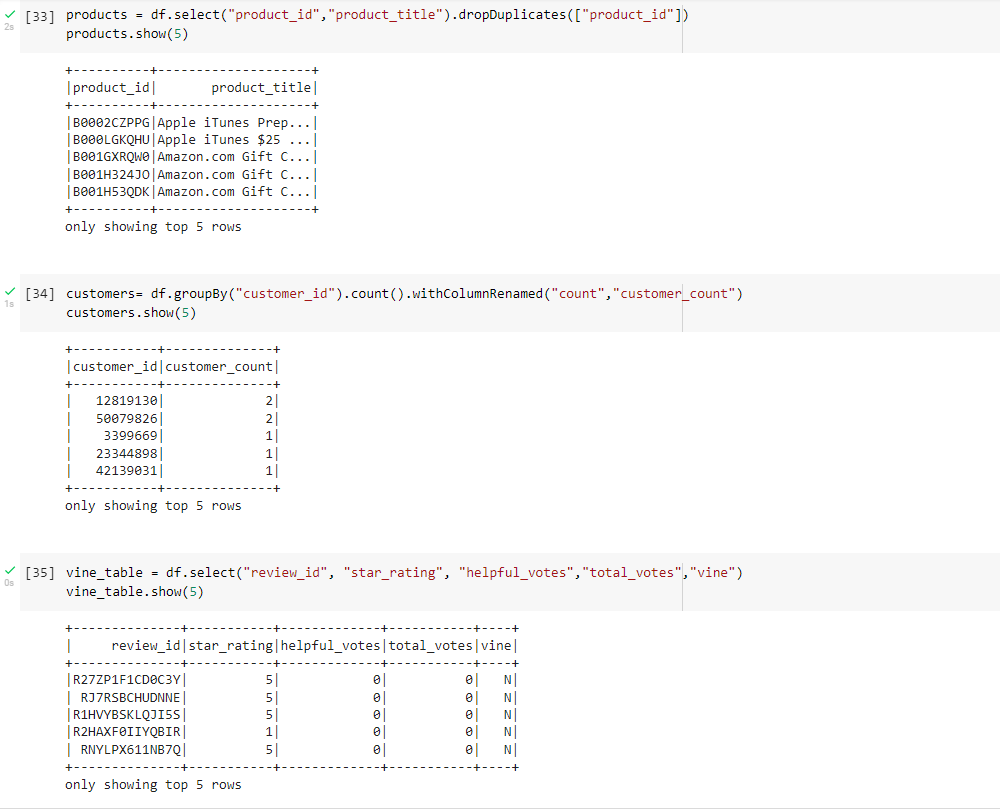 [33] products = df.select("product_id","product_title").dropDuplicates(["product_id"])
2s
products.show(5)
+----------+--------------------+
|product_id|       product_title|
+----------+--------------------+
|B0002CZPPG|Apple iTunes Prep...|
|B000LGKQHU|Apple iTunes $25 ...|
|B001GXRQW0|Amazon.com Gift C...|
|B001H324JO|Amazon.com Gift C...|
|B001H53QDK|Amazon.com Gift C...|
+----------+--------------------+
only showing top 5 rows
[34] customers= df.groupBy("customer_id").count().withColumnRenamed("count","customer_count")
1s
customers.show(5)
+-----------+--------------+
|customer_id|customer_count|
+-----------+--------------+
|   12819130|             2|
|   50079826|             2|
|    3399669|             1|
|   23344898|             1|
|   42139031|             1|
+-----------+--------------+
only showing top 5 rows
[35] vine_table = df.select("review_id", "star_rating", "helpful_votes","total_votes","vine")
0s
vine_table.show(5)
+--------------+-----------+-------------+-----------+----+
|     review_id|star_rating|helpful_votes|total_votes|vine|
+--------------+-----------+-------------+-----------+----+
|R27ZP1F1CD0C3Y|          5|            0|          0|   N|
| RJ7RSBCHUDNNE|          5|            0|          0|   N|
|R1HVYBSKLQJI5S|          5|            0|          0|   N|
|R2HAXF0IIYQBIR|          1|            0|          0|   N|
| RNYLPX611NB7Q|          5|            0|          0|   N|
+--------------+-----------+-------------+-----------+----+
only showing top 5 rows